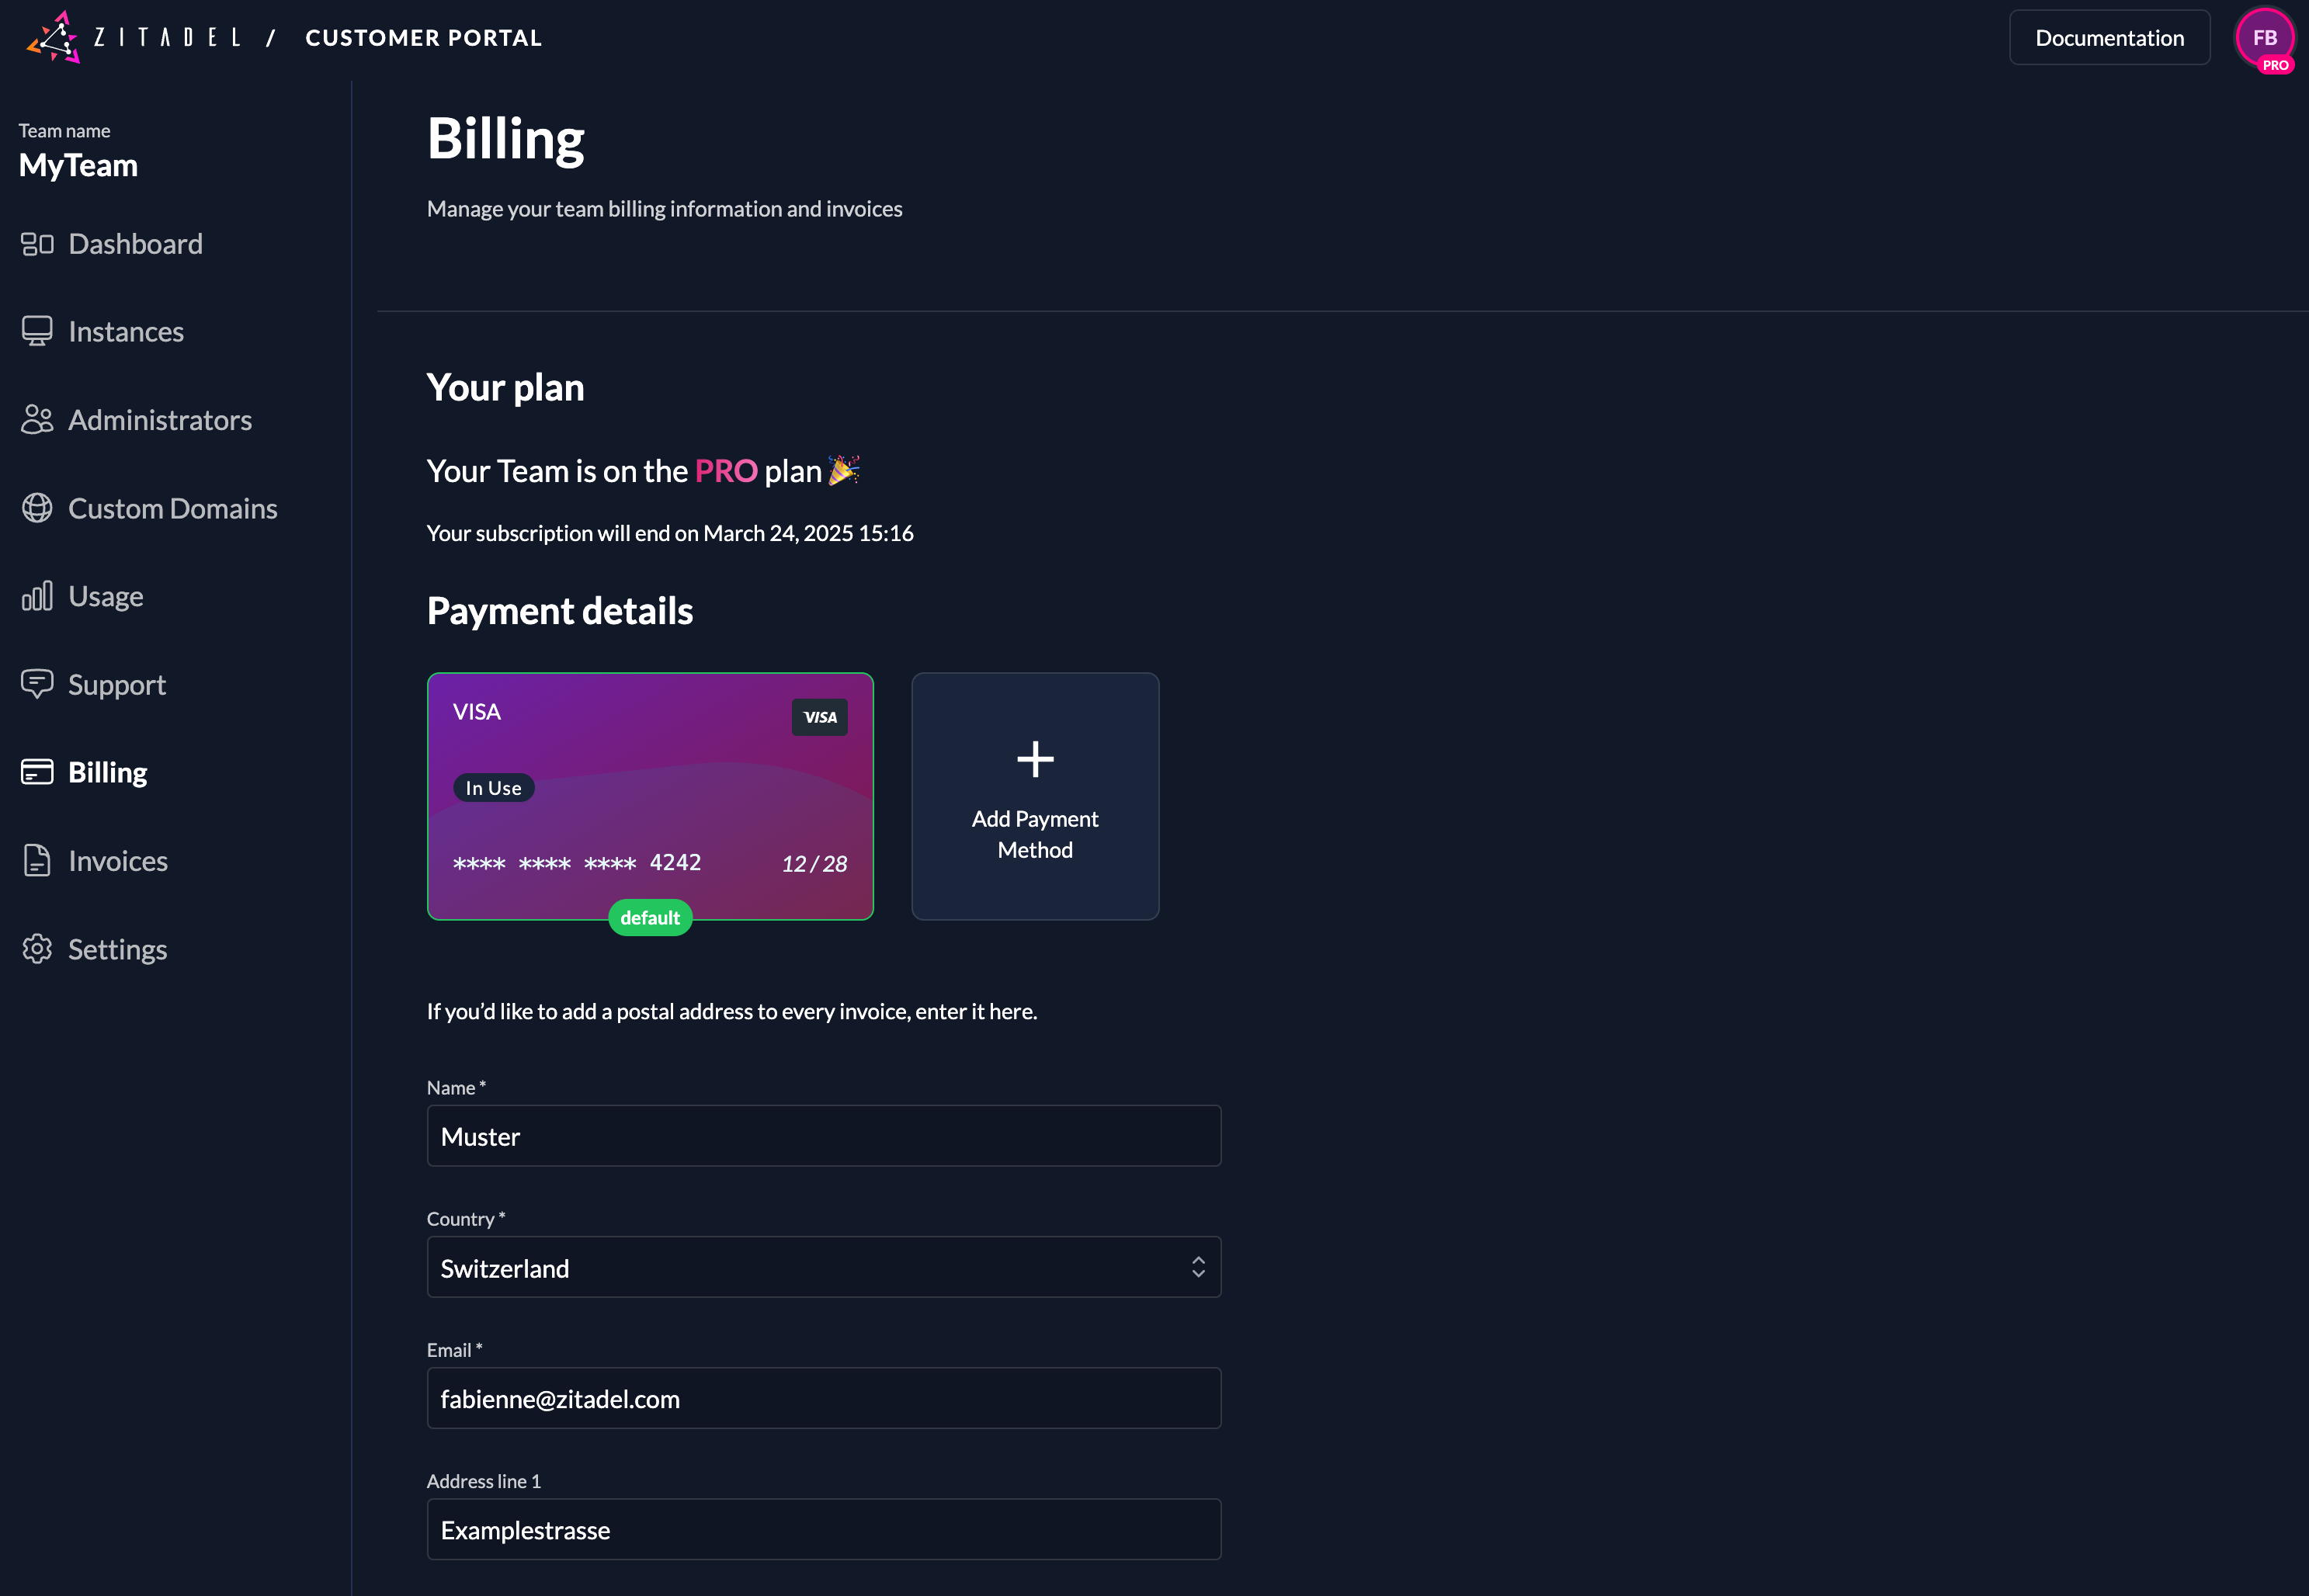 ZITADEL / CUSTOMER PORTAL
Documentation
FB
PRO
Team name
MyTeam
Dashboard
Instances
Administrators
Custom Domains
Usage
Support
Billing
Invoices
Settings
Billing
Manage your team billing information and invoices
Your plan
Your Team is on the PRO plan 🎉
Your subscription will end on March 24, 2025 15:16
Payment details
VISA
VISA
In Use
**** **** **** 4242 12 / 28
default
Add Payment
Method
If you’d like to add a postal address to every invoice, enter it here.
Name *
Muster
Country *
Switzerland
Email *
fabienne@zitadel.com
Address line 1
Examplestrasse